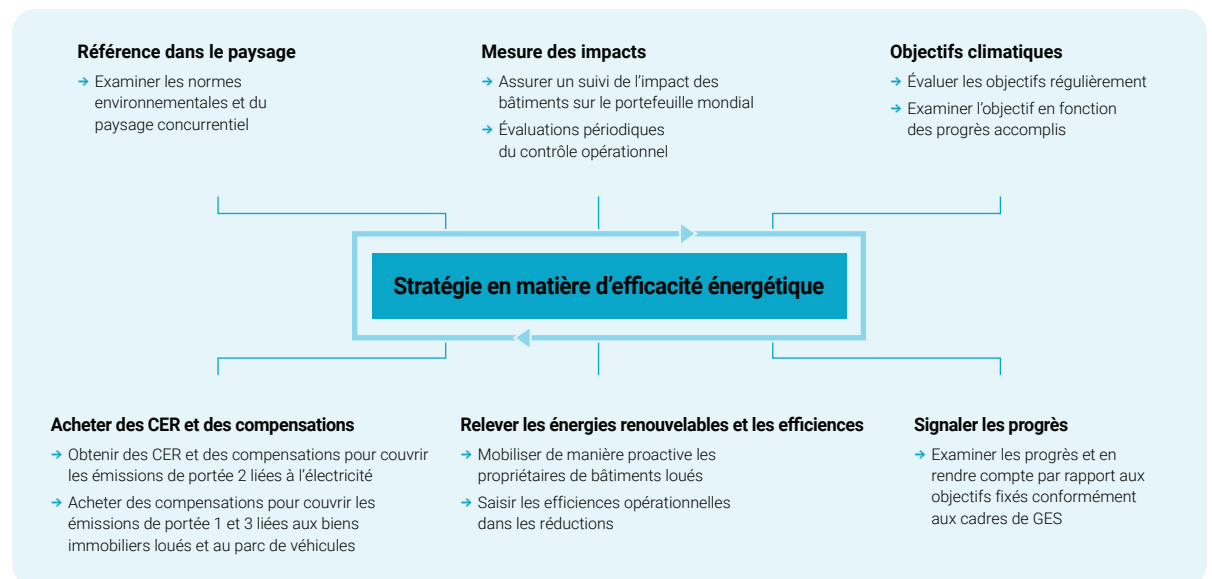 Référence dans le paysage
→ Examiner les normes
environnementales et du
paysage concurrentiel
Mesure des impacts
→ Assurer un suivi de l'impact des
bâtiments sur le portefeuille mondial
→ Évaluations périodiques
du contrôle opérationnel
Objectifs climatiques
→ Évaluer les objectifs régulièrement
→ Examiner l'objectif en fonction
des progrès accomplis
Stratégie en matière d'efficacité énergétique
Acheter des CER et des compensations
→ Obtenir des CER et des compensations pour couvrir
les émissions de portée 2 liées à l'électricité
→ Acheter des compensations pour couvrir les
émissions de portée 1 et 3 liées aux biens
immobiliers loués et au parc de véhicules
Relever les énergies renouvelables et les efficiences
→ Mobiliser de manière proactive les
propriétaires de bâtiments loués
→ Saisir les efficiences opérationnelles
dans les réductions
Signaler les progrès
→ Examiner les progrès et en
rendre compte par rapport aux
objectifs fixés conformément
aux cadres de GES